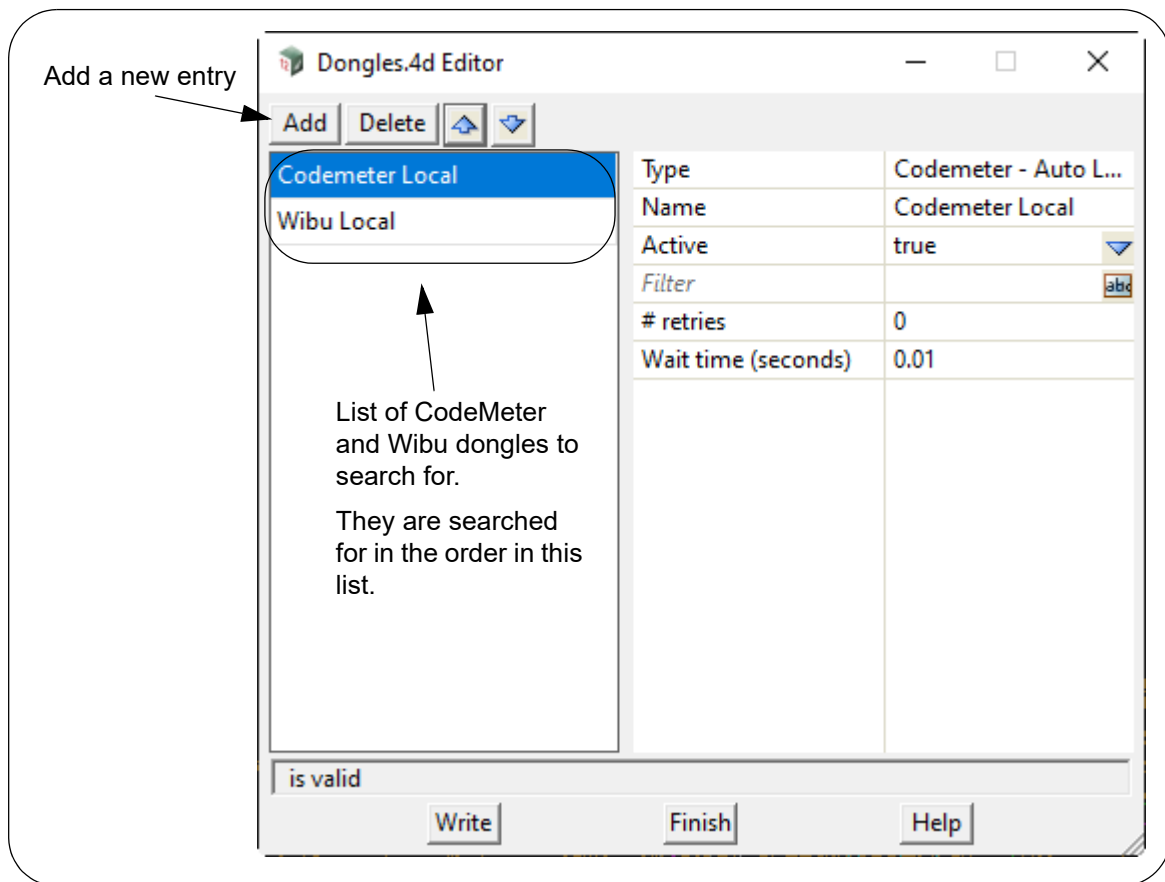 Add a new entry
Dongles.4d Editor
Add Delete
Codemeter Local
Wibu Local
Type Codemeter - Auto L...
Name Codemeter Local
Active true
Filter abc
# retries 0
Wait time (seconds) 0.01
List of CodeMeter
and Wibu dongles to
search for.
They are searched
for in the order in this
list.
is valid
Write Finish Help